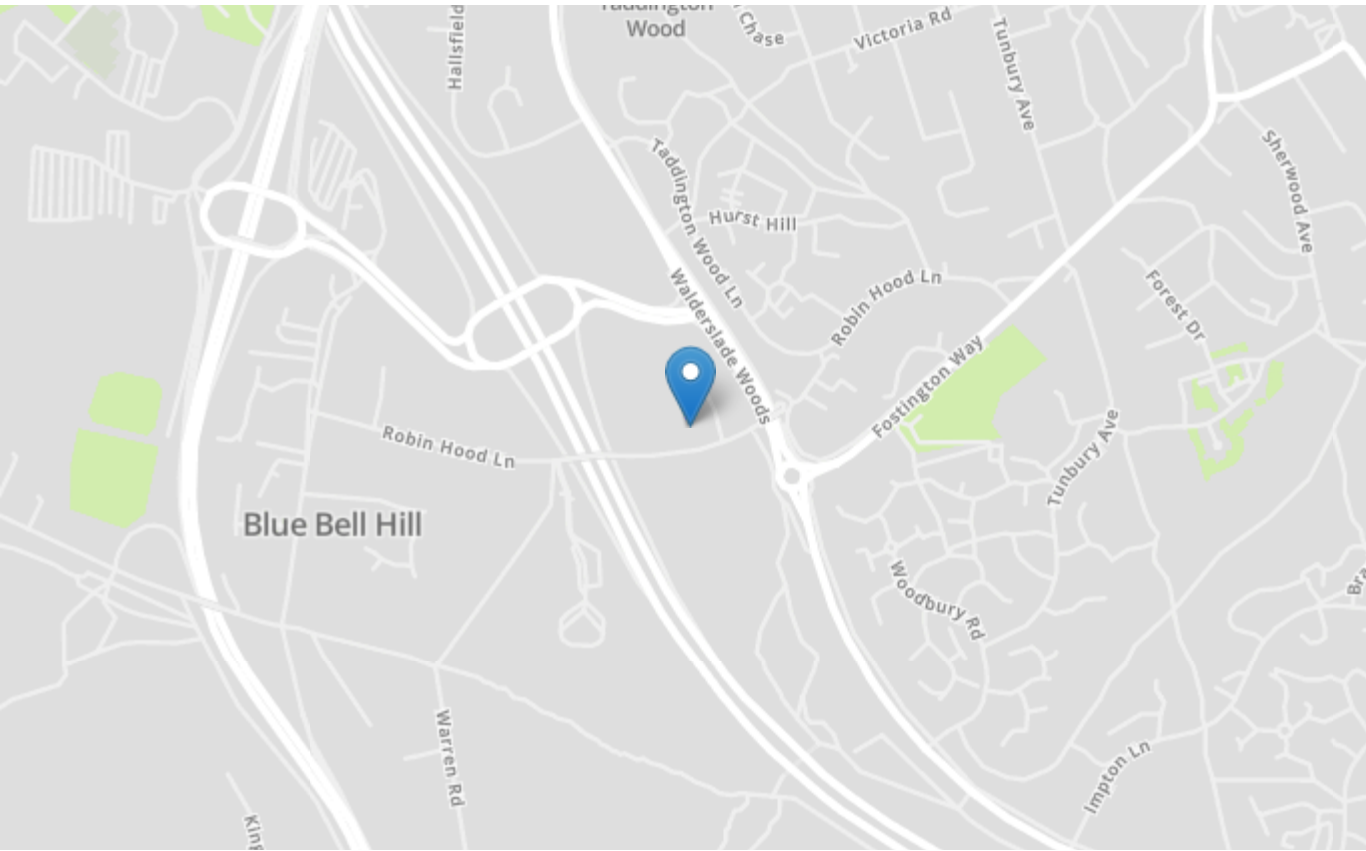 Taddington
Wood
Chase
Victoria Rd
Hallsfield
Tunbury Ave
Sherwood Ave
Taddington Wood Ln
Hurst Hill
Walderslade Woods
Robin Hood Ln
Forest Dr
Fostington Way
Robin Hood Ln
Tunbury Ave
Blue Bell Hill
Woodbury Rd
Bra
Warren Rd
Impton Ln
King